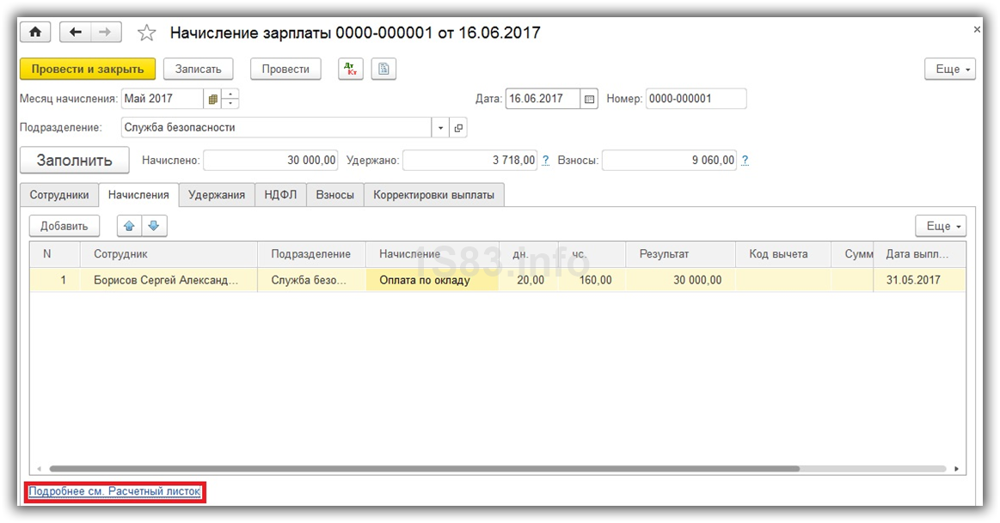 Начисление зарплаты 0000-000001 от 16.06.2017
Провести и закрыть Записать Провести Дт Кт Еще
Месяц начисления: Май 2017 Дата: 16.06.2017 Номер: 0000-000001
Подразделение: Служба безопасности
Заполнить Начислено: 30 000,00 Удержано: 3 718,00 ? Взносы: 9 060,00 ?
Сотрудники Начисления Удержания НДФЛ Взносы Корректировки выплаты
Добавить Еще
N Сотрудник Подразделение Начисление дн. чс. Результат Код вычета Сумм Дата выпл...
1S83.info
1 Борисов Сергей Александ... Служба безо... Оплата по окладу 20,00 160,00 30 000,00 31.05.2017
Подробнее см. Расчетный листок